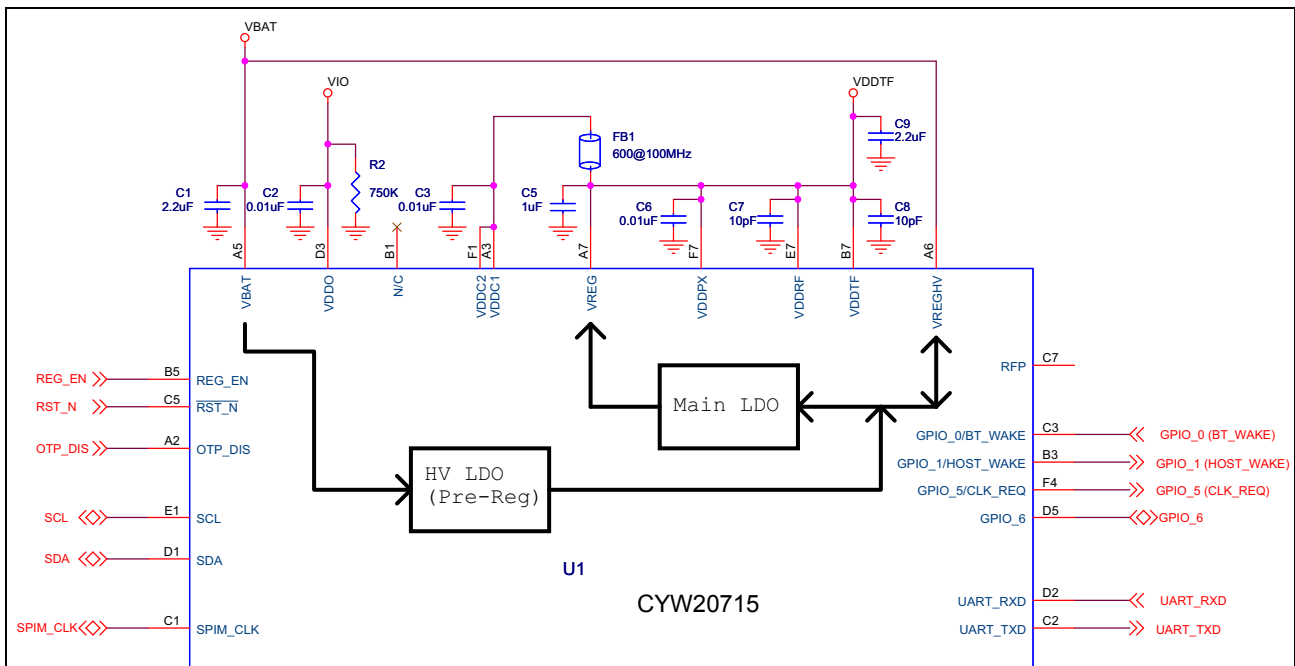 VBAT
VIO
VDDTF
C9
2.2uF
FB1
600@100MHz
R2
750K
C1
2.2uF
C2
0.01uF
C3
0.01uF
C5
1uF
C6
0.01uF
C7
10pF
C8
10pF
A5
D3
B1
F1
A3
A7
F7
E7
B7
A6
VBAT
VDDO
N/C
VDDC2
VDDC1
VREG
VDDPX
VDDRF
VDDTF
VREGHV
REG_EN
B5
REG_EN
RST_N
C5
RST_N
OTP_DIS
A2
OTP_DIS
SCL
E1
SCL
SDA
D1
SDA
SPIM_CLK
C1
SPIM_CLK
Main LDO
HV LDO
(Pre-Reg)
U1
CYW20715
RFP
C7
GPIO_0/BT_WAKE
C3
GPIO_0 (BT_WAKE)
GPIO_1/HOST_WAKE
B3
GPIO_1 (HOST_WAKE)
GPIO_5/CLK_REQ
F4
GPIO_5 (CLK_REQ)
GPIO_6
D5
GPIO_6
UART_RXD
D2
UART_RXD
UART_TXD
C2
UART_TXD